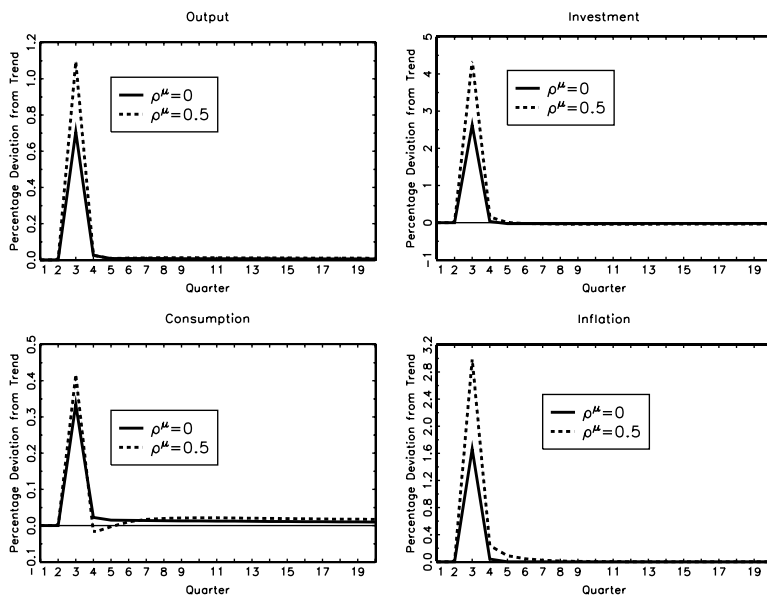 Output
Percentage Deviation from Trend
0.0 0.2 0.4 0.6 0.8 1.0 1.2
ρ^μ=0
ρ^μ=0.5
1 2 3 4 5 6 7 8 9 11 13 15 17 19
Quarter
Investment
Percentage Deviation from Trend
-1 0 1 2 3 4 5
ρ^μ=0
ρ^μ=0.5
1 2 3 4 5 6 7 8 9 11 13 15 17 19
Quarter
Consumption
Percentage Deviation from Trend
-0.1 0.0 0.1 0.2 0.3 0.4 0.5
ρ^μ=0
ρ^μ=0.5
1 2 3 4 5 6 7 8 9 11 13 15 17 19
Quarter
Inflation
Percentage Deviation from Trend
0.0 0.4 0.8 1.2 1.6 2.0 2.4 2.8 3.2
ρ^μ=0
ρ^μ=0.5
1 2 3 4 5 6 7 8 9 11 13 15 17 19
Quarter